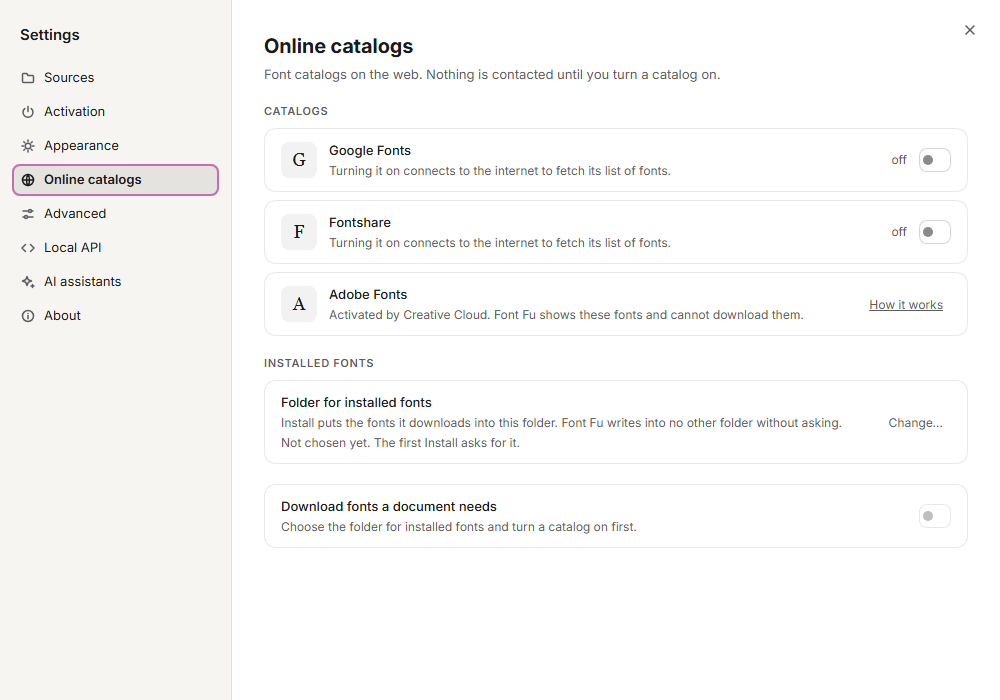 Settings
Sources
Activation
Appearance
Online catalogs
Advanced
Local API
AI assistants
About
Online catalogs
Font catalogs on the web. Nothing is contacted until you turn a catalog on.
CATALOGS
G
Google Fonts
Turning it on connects to the internet to fetch its list of fonts.
off
F
Fontshare
Turning it on connects to the internet to fetch its list of fonts.
off
A
Adobe Fonts
Activated by Creative Cloud. Font Fu shows these fonts and cannot download them.
How it works
INSTALLED FONTS
Folder for installed fonts
Install puts the fonts it downloads into this folder. Font Fu writes into no other folder without asking.
Not chosen yet. The first Install asks for it.
Change...
Download fonts a document needs
Choose the folder for installed fonts and turn a catalog on first.